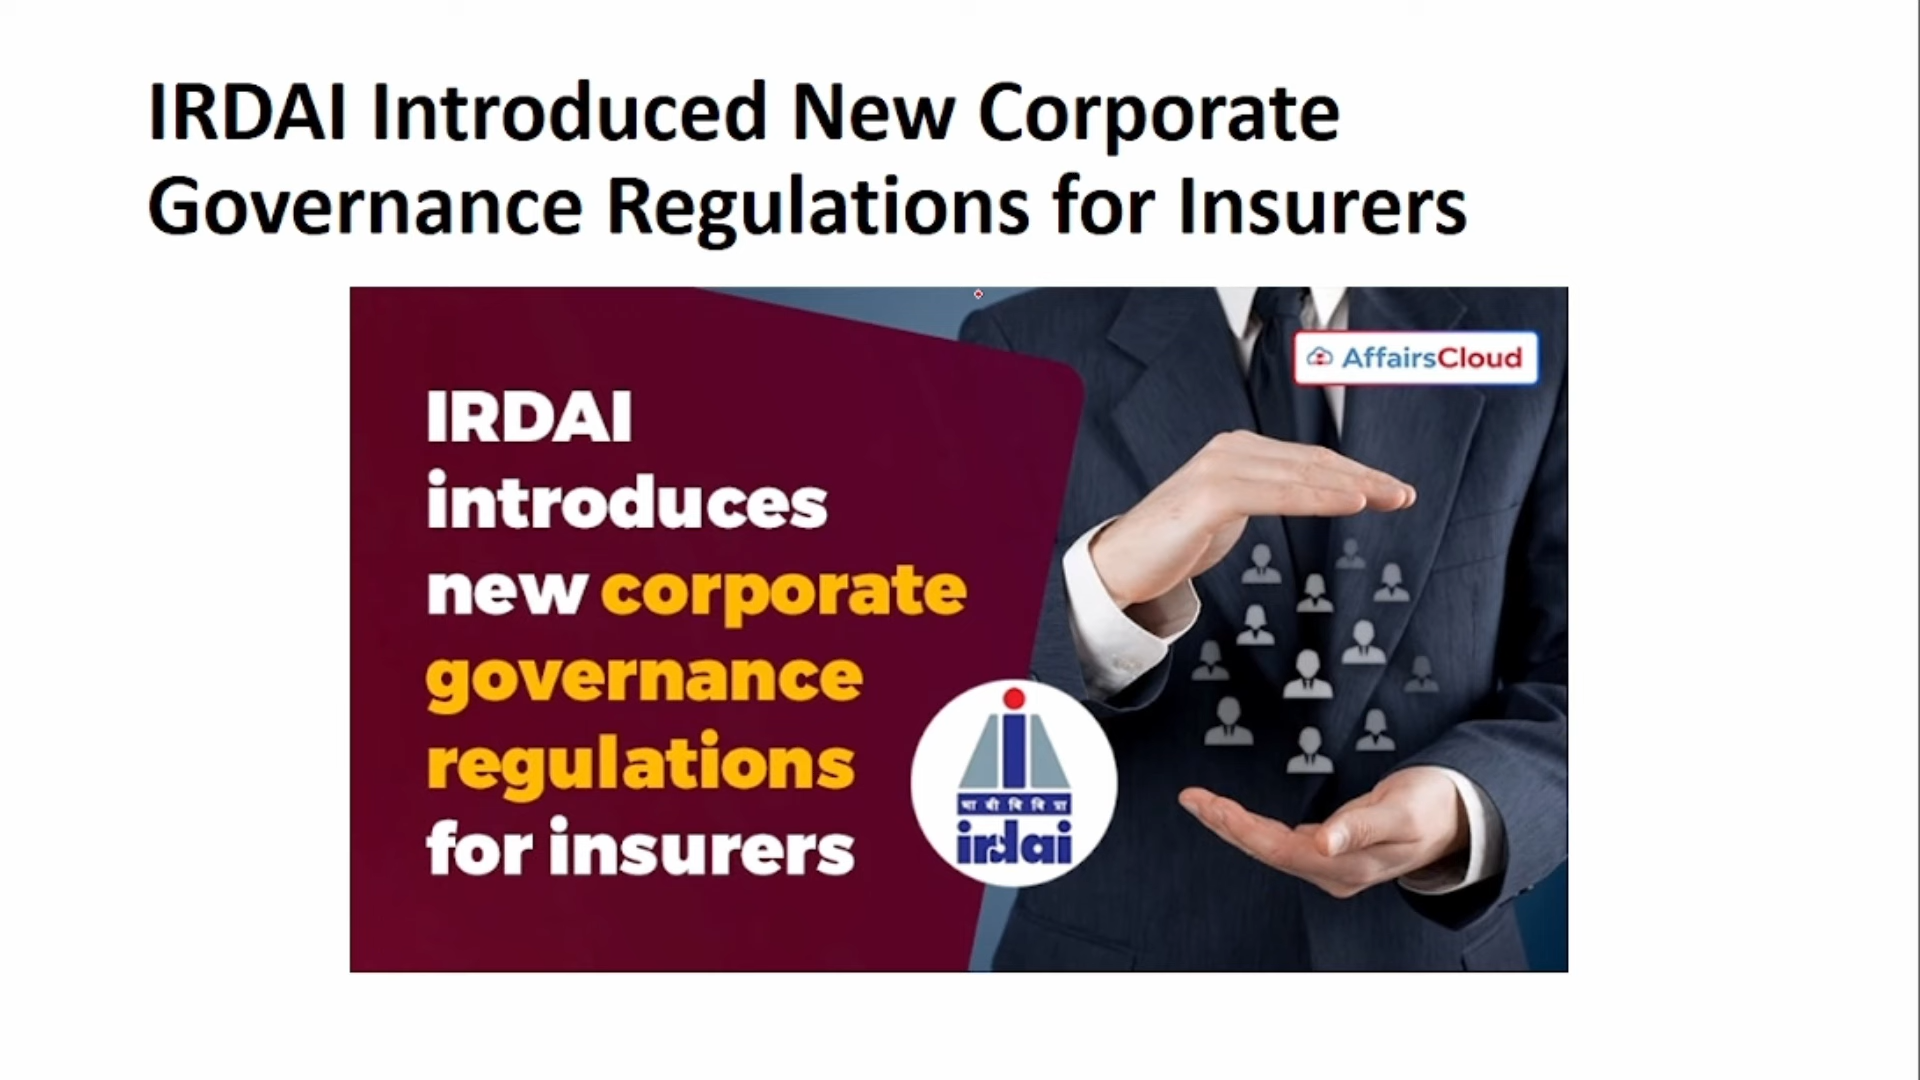 IRDAI Introduced New Corporate
Governance Regulations for Insurers
AffairsCloud
IRDAI
introduces
new corporate
governance
regulations
for insurers
भा बी वि वि प्रा
irdai